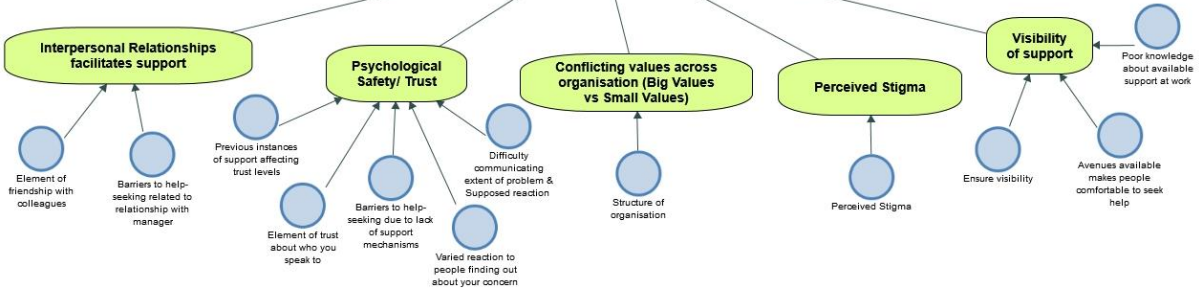 Interpersonal Relationships
facilitates support
Psychological
Safety/ Trust
Conflicting values across
organisation (Big Values
vs Small Values)
Perceived Stigma
Visibility
of support
Poor knowledge
about available
support at work
Element of
friendship with
colleagues
Barriers to help-
seeking related to
relationship with
manager
Previous instances
of support affecting
trust levels
Element of trust
about who you
speak to
Barriers to help-
seeking due to lack
of support
mechanisms
Varied reaction to
people finding out
about your concern
Difficulty
communicating
extent of problem &
Supposed reaction
Structure of
organisation
Perceived Stigma
Ensure visibility
Avenues available
makes people
comfortable to seek
help